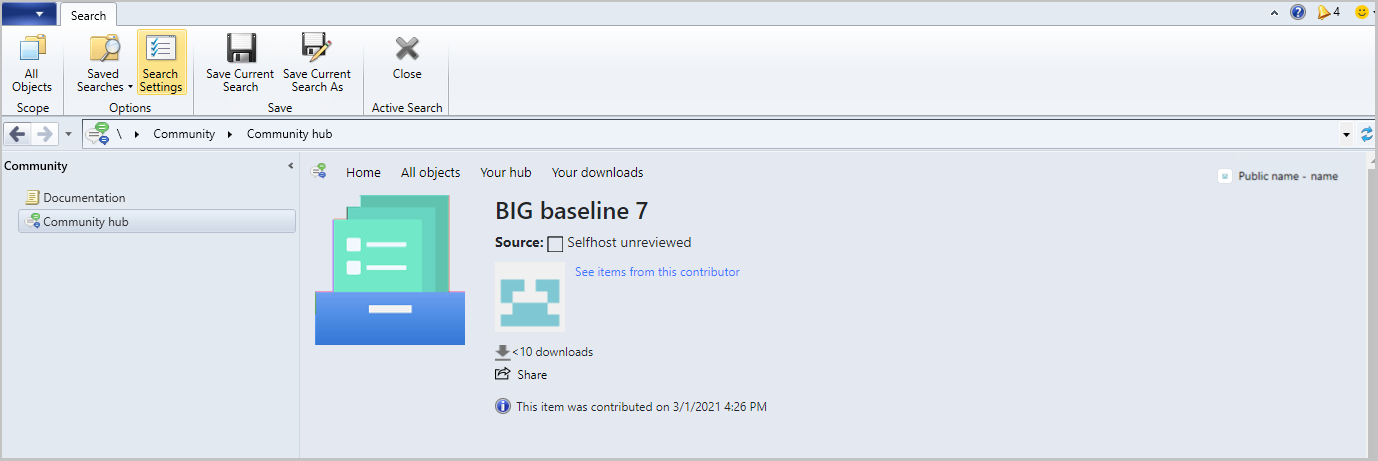 Search
4
All
Objects
Saved
Searches
Search
Settings
Save Current
Search
Save Current
Search As
Close
Scope
Options
Save
Active Search
\ Community Community hub
Community
Documentation
Community hub
Home All objects Your hub Your downloads
Public name - name
BIG baseline 7
Source: Selfhost unreviewed
See items from this contributor
<10 downloads
Share
This item was contributed on 3/1/2021 4:26 PM